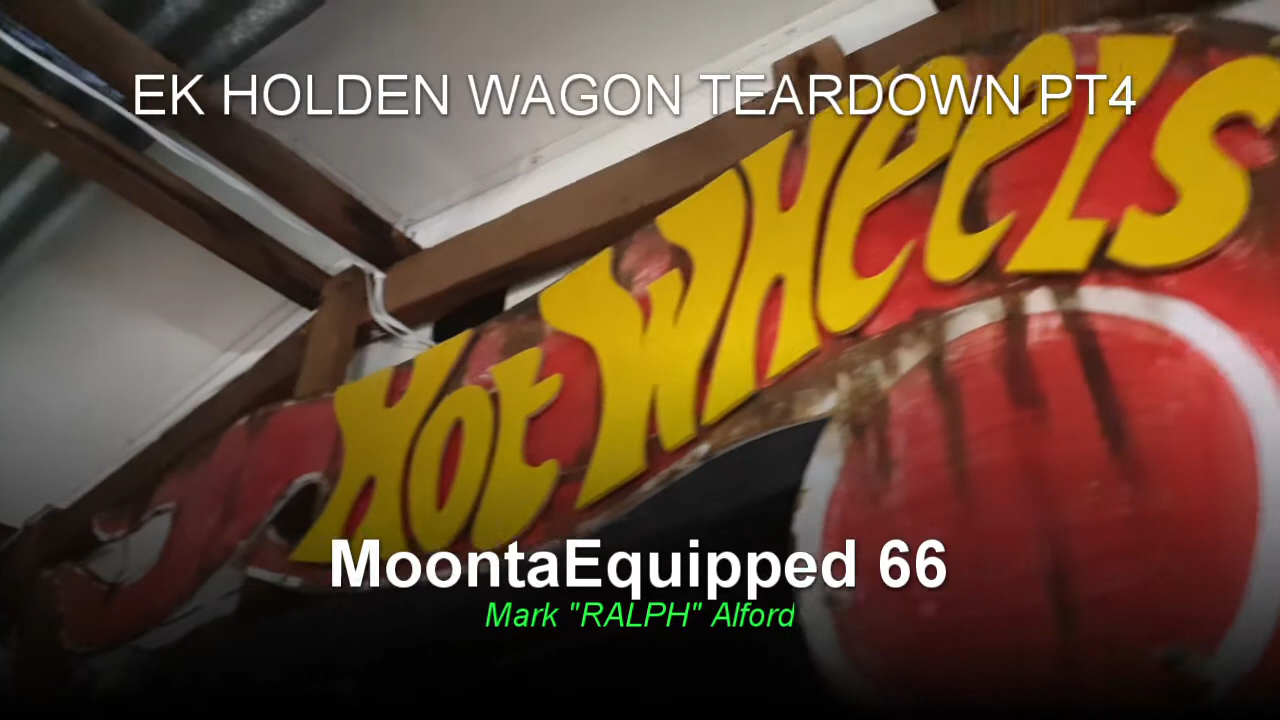 EK HOLDEN WAGON TEARDOWN PT4
Hot WHeeLs
MoontaEquipped 66
Mark "RALPH" Alford